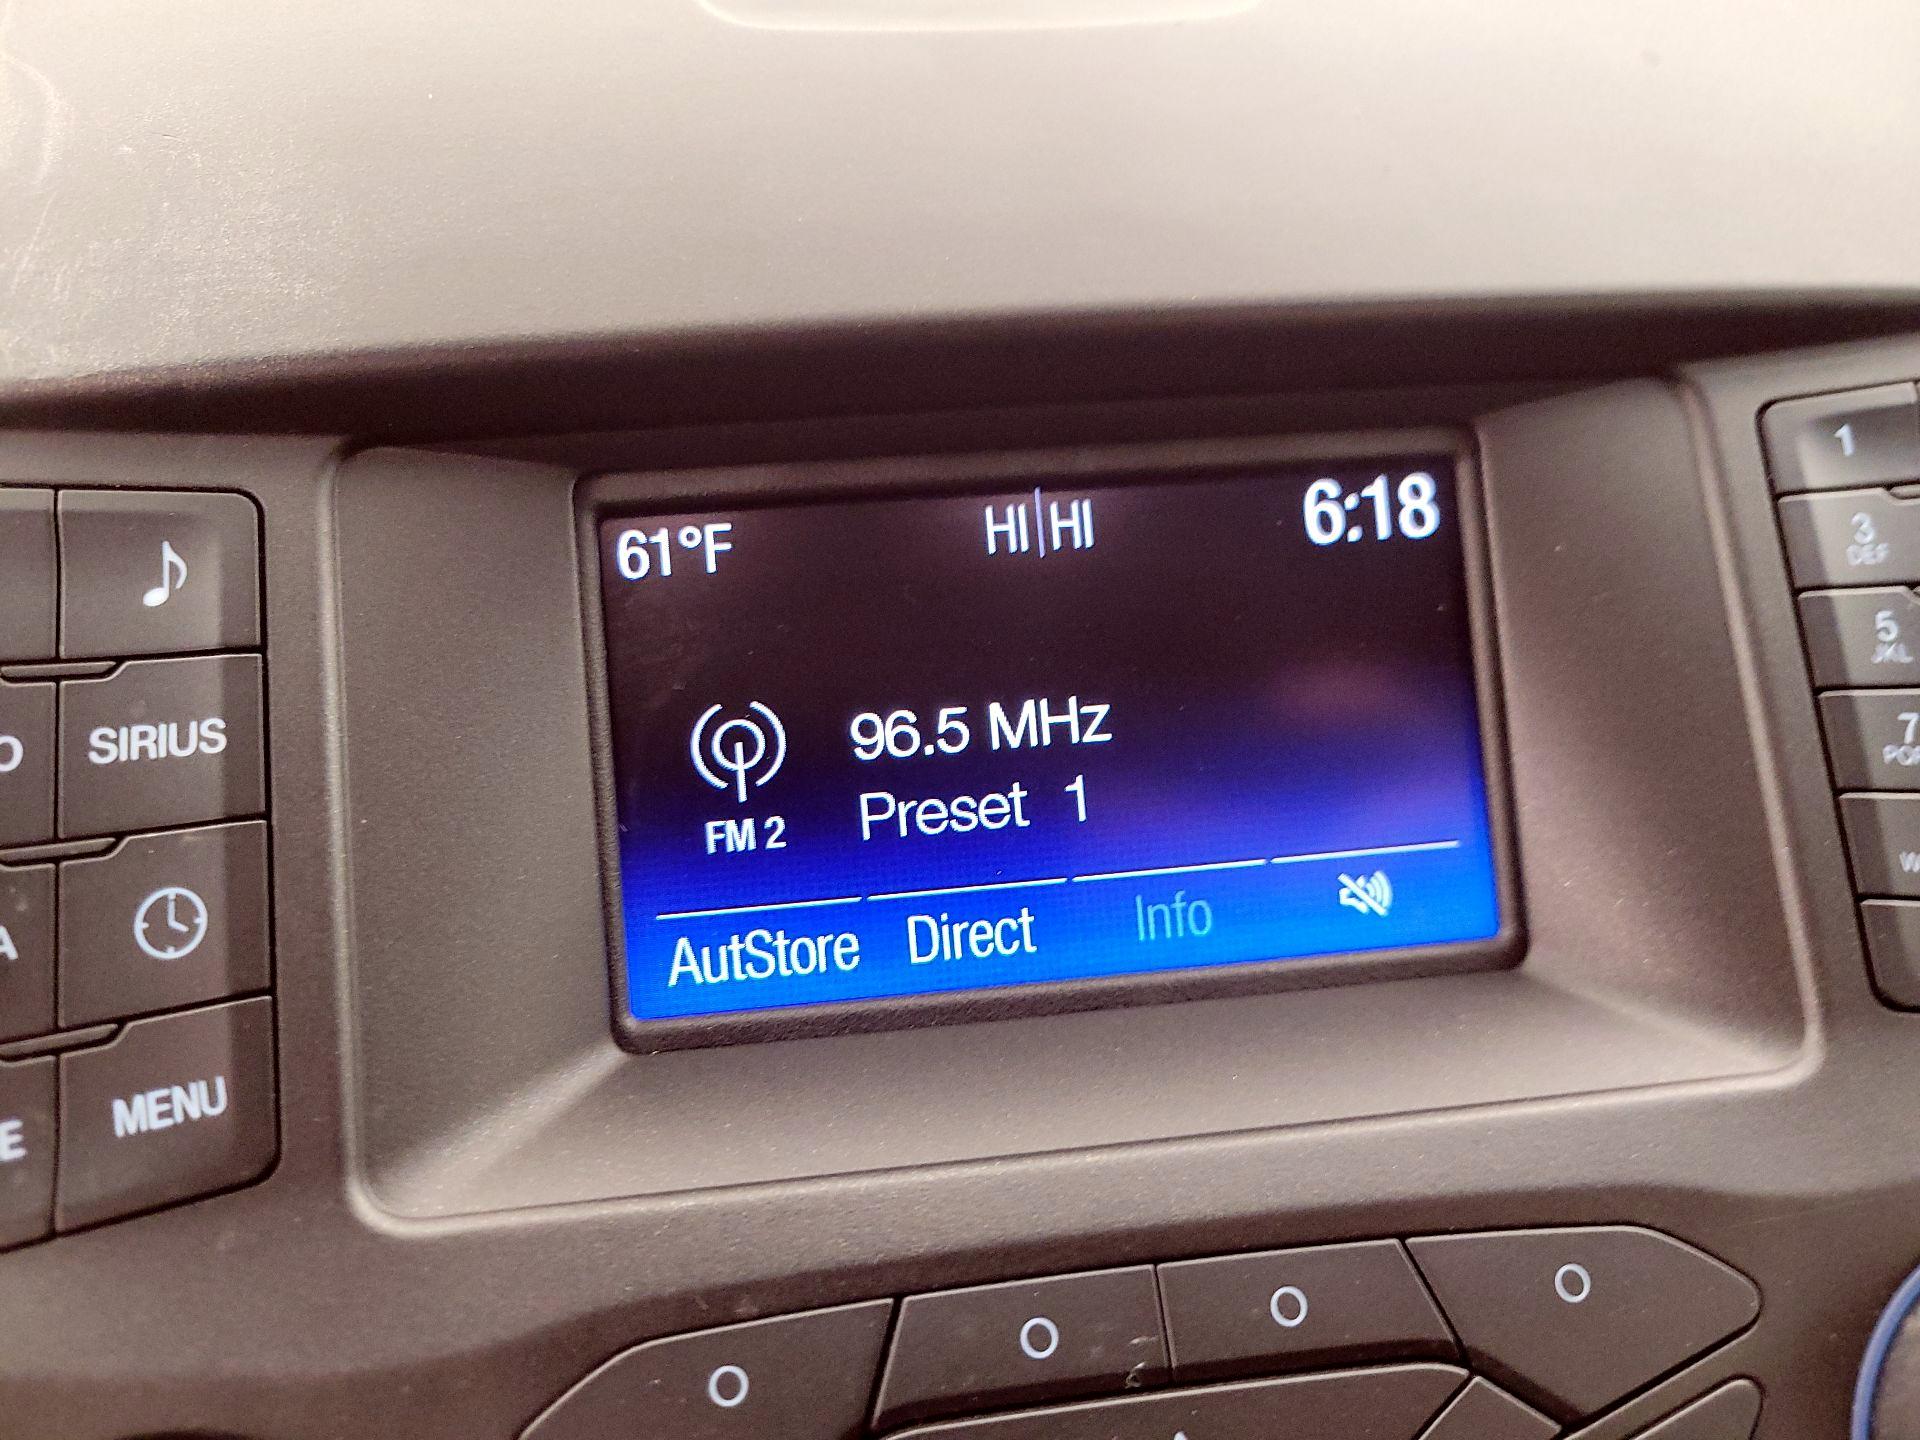 61°F HI|HI 6:18
96.5 MHz
FM 2 Preset 1
AutStore Direct Info
SIRIUS
MENU
1
3
DEF
5
JKL
7
O
A
E
O O O O